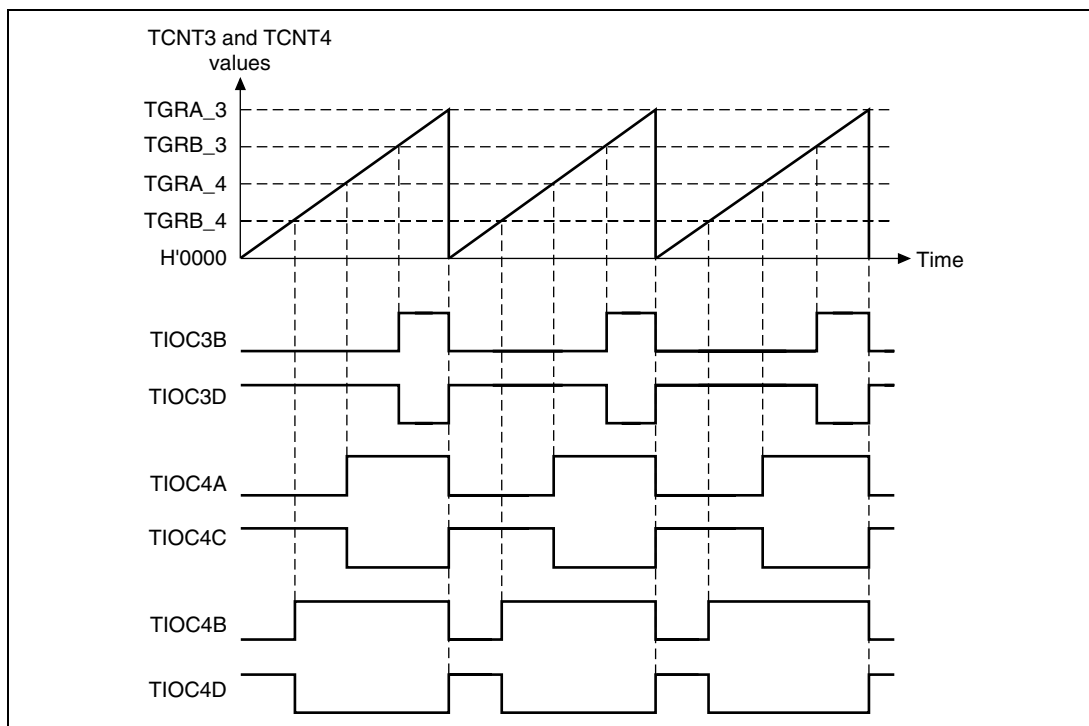 TCNT3 and TCNT4
values
TGRA_3
TGRB_3
TGRA_4
TGRB_4
H'0000
Time
TIOC3B
TIOC3D
TIOC4A
TIOC4C
TIOC4B
TIOC4D